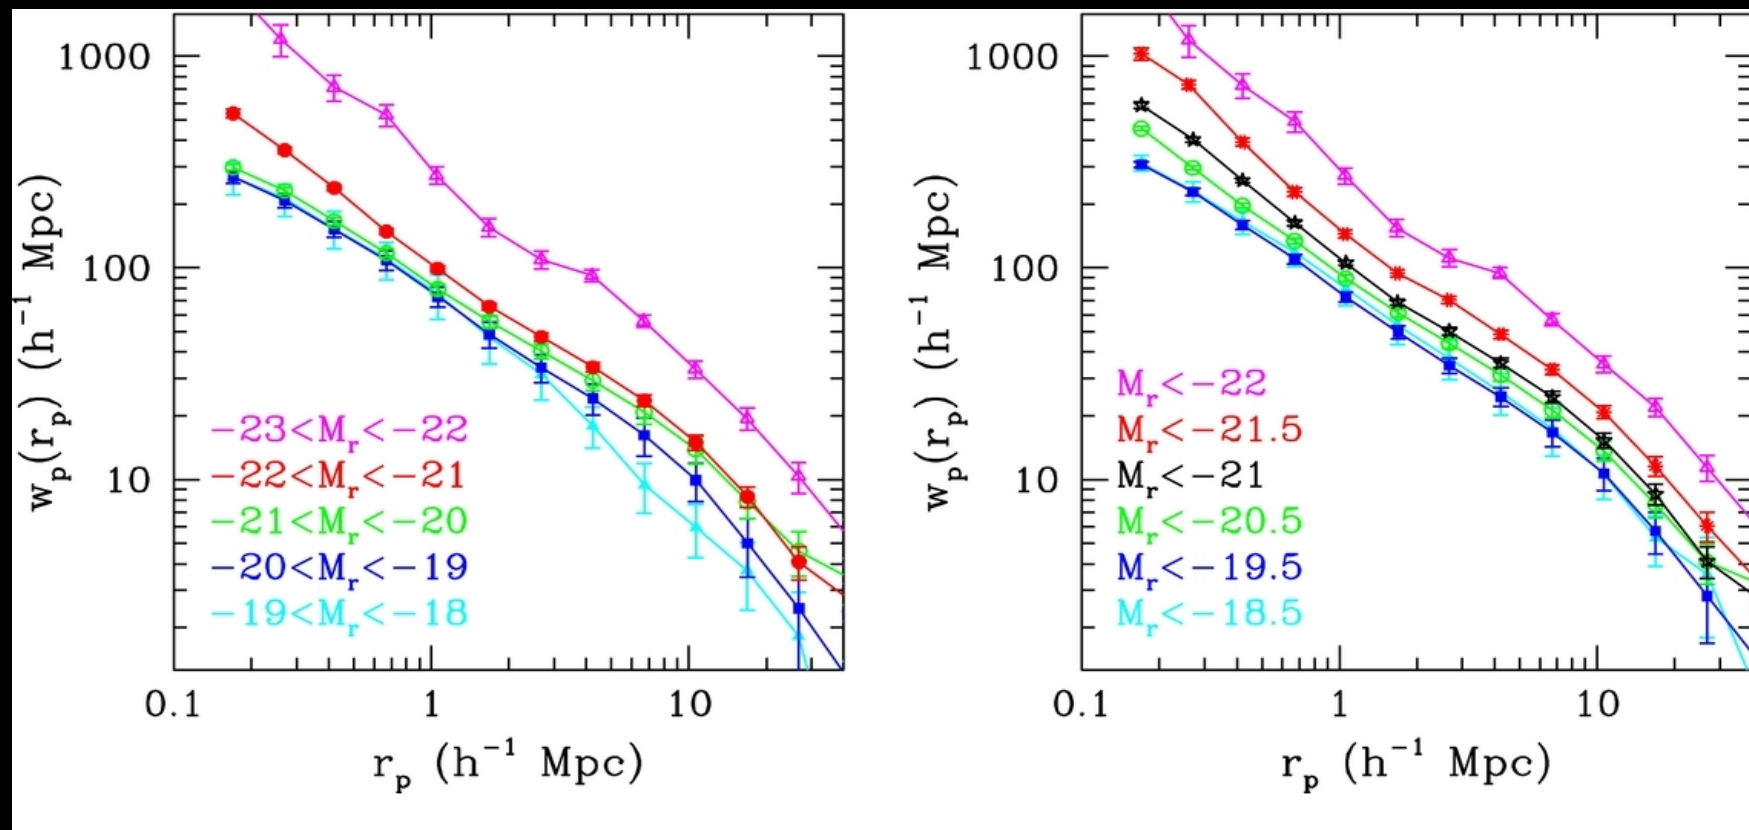 1000
100
10
w_p(r_p) (h⁻¹ Mpc)
−23<M_r<−22
−22<M_r<−21
−21<M_r<−20
−20<M_r<−19
−19<M_r<−18
0.1 1 10
r_p (h⁻¹ Mpc)
1000
100
10
w_p(r_p) (h⁻¹ Mpc)
M_r<−22
M_r<−21.5
M_r<−21
M_r<−20.5
M_r<−19.5
M_r<−18.5
0.1 1 10
r_p (h⁻¹ Mpc)